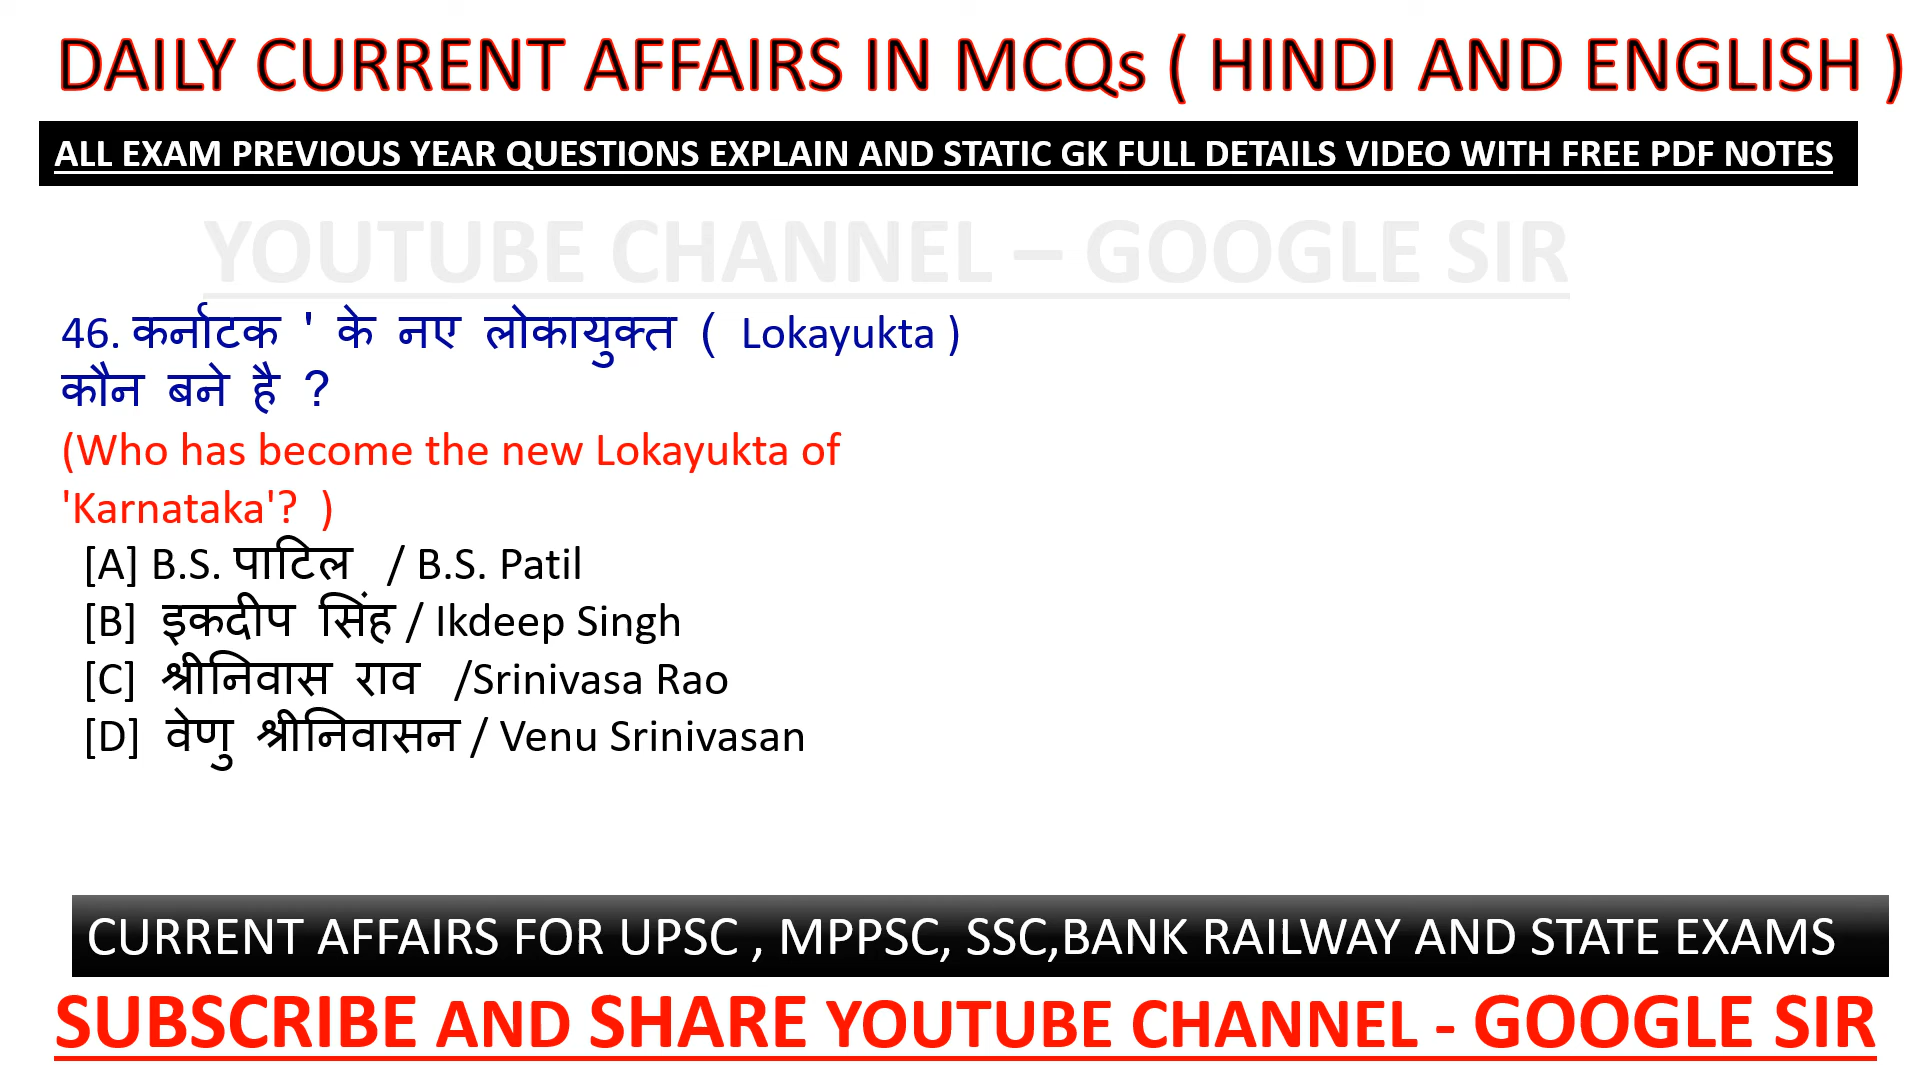 DAILY CURRENT AFFAIRS IN MCQs ( HINDI AND ENGLISH )
ALL EXAM PREVIOUS YEAR QUESTIONS EXPLAIN AND STATIC GK FULL DETAILS VIDEO WITH FREE PDF NOTES
YOUTUBE CHANNEL – GOOGLE SIR
46. कर्नाटक ' के नए लोकायुक्त ( Lokayukta )
कौन बने है ?
(Who has become the new Lokayukta of
'Karnataka'? )
[A] B.S. पाटिल / B.S. Patil
[B] इकदीप सिंह / Ikdeep Singh
[C] श्रीनिवास राव /Srinivasa Rao
[D] वेणु श्रीनिवासन / Venu Srinivasan
CURRENT AFFAIRS FOR UPSC , MPPSC, SSC,BANK RAILWAY AND STATE EXAMS
SUBSCRIBE AND SHARE YOUTUBE CHANNEL - GOOGLE SIR